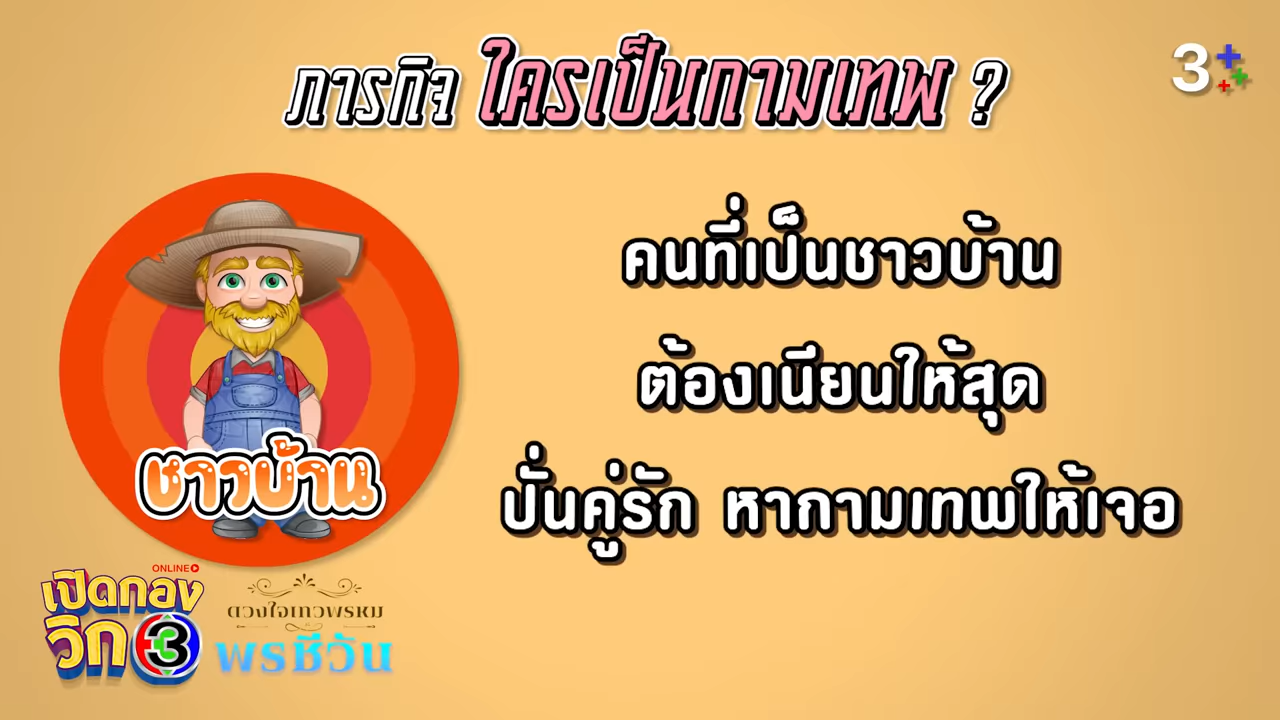 ภารกิจ ใครเป็นกามเทพ ?
3+
คนที่เป็นชาวบ้าน
ต้องเนียนให้สุด
ปั่นคู่รัก หากามเทพให้เจอ
ชาวบ้าน
ONLINE
เปิดกอง
วิก 3
ดวงใจเทวพรหม
พรชีวัน